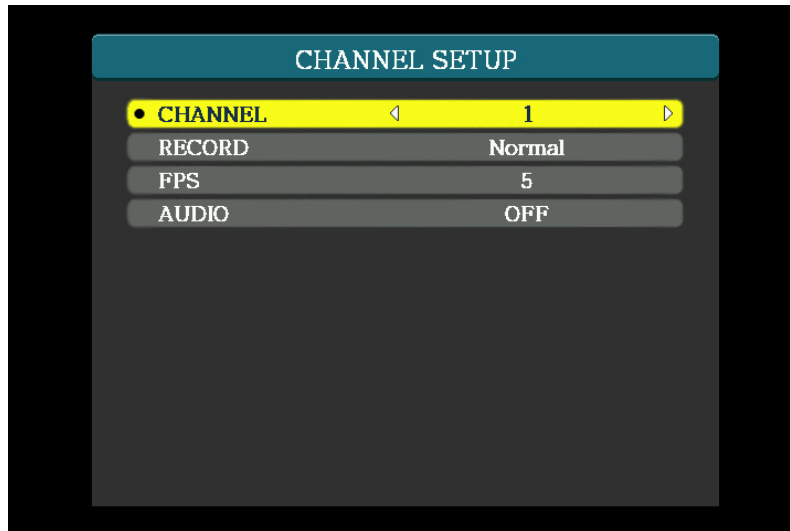 CHANNEL SETUP
CHANNEL 1
RECORD Normal
FPS 5
AUDIO OFF